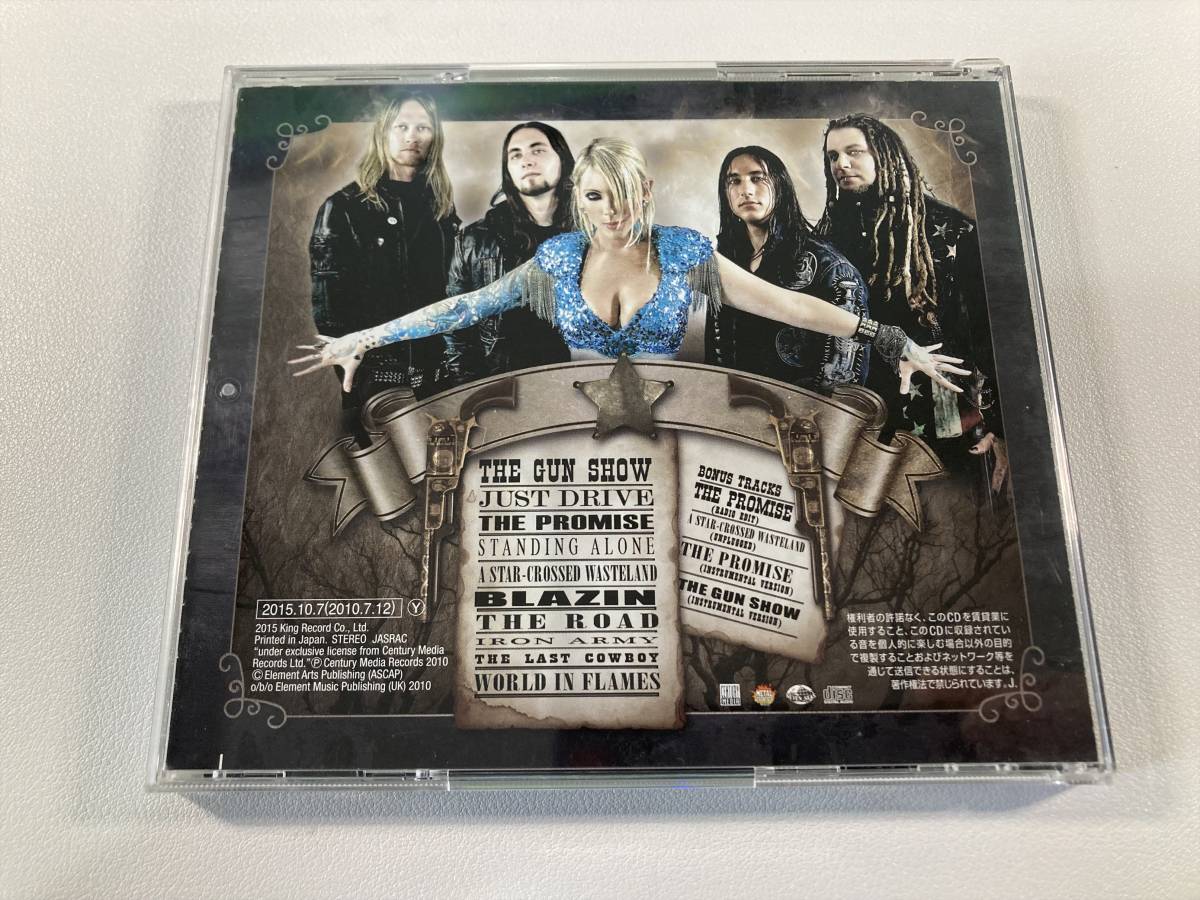 THE GUN SHOW
JUST DRIVE
THE PROMISE
STANDING ALONE
A STAR-CROSSED WASTELAND
BLAZIN
THE ROAD
IRON ARMY
THE LAST COWBOY
WORLD IN FLAMES
BONUS TRACKS
THE PROMISE
(RADIO EDIT)
A STAR-CROSSED WASTELAND
(UNPLUGGED)
THE PROMISE
(INSTRUMENTAL VERSION)
THE GUN SHOW
(INSTRUMENTAL VERSION)
2015.10.7(2010.7.12) Y
2015 King Record Co., Ltd.
Printed in Japan. STEREO JASRAC
"under exclusive license from Century Media
Records Ltd." Ⓟ Century Media Records 2010
© Element Arts Publishing (ASCAP)
o/b/o Element Music Publishing (UK) 2010
権利者の許諾なく、このCDを賃貸業に
使用すること、このCDに収録されてい
る音を個人的に楽しむ場合以外の目的
で複製することおよびネットワーク等を
通じて送信できる状態にすることは、
著作権法で禁じられています。J.
CENTURY
MEDIA
disc
DIGITAL AUDIO